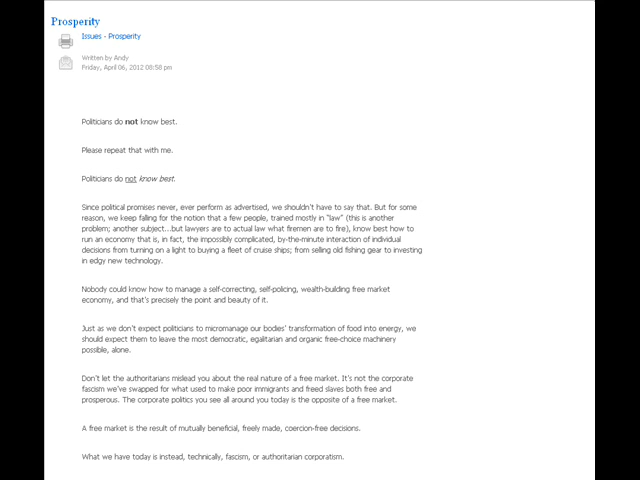 Prosperity
Issues - Prosperity
Written by Andy
Friday, April 06, 2012 08:58 pm
Politicians do not know best.
Please repeat that with me.
Politicians do not know best.
Since political promises never, ever perform as advertised, we shouldn't have to say that. But for some
reason, we keep falling for the notion that a few people, trained mostly in "law" (this is another
problem; another subject...but lawyers are to actual law what firemen are to fire), know best how to
run an economy that is, in fact, the impossibly complicated, by-the-minute interaction of individual
decisions from turning on a light to buying a fleet of cruise ships; from selling old fishing gear to investing
in edgy new technology.
Nobody could know how to manage a self-correcting, self-policing, wealth-building free market
economy, and that's precisely the point and beauty of it.
Just as we don't expect politicians to micromanage our bodies' transformation of food into energy, we
should expect them to leave the most democratic, egalitarian and organic free-choice machinery
possible, alone.
Don't let the authoritarians mislead you about the real nature of a free market. It's not the corporate
fascism we've swapped for what used to make poor immigrants and freed slaves both free and
prosperous. The corporate politics you see all around you today is the opposite of a free market.
A free market is the result of mutually beneficial, freely made, coercion-free decisions.
What we have today is instead, technically, fascism, or authoritarian corporatism.